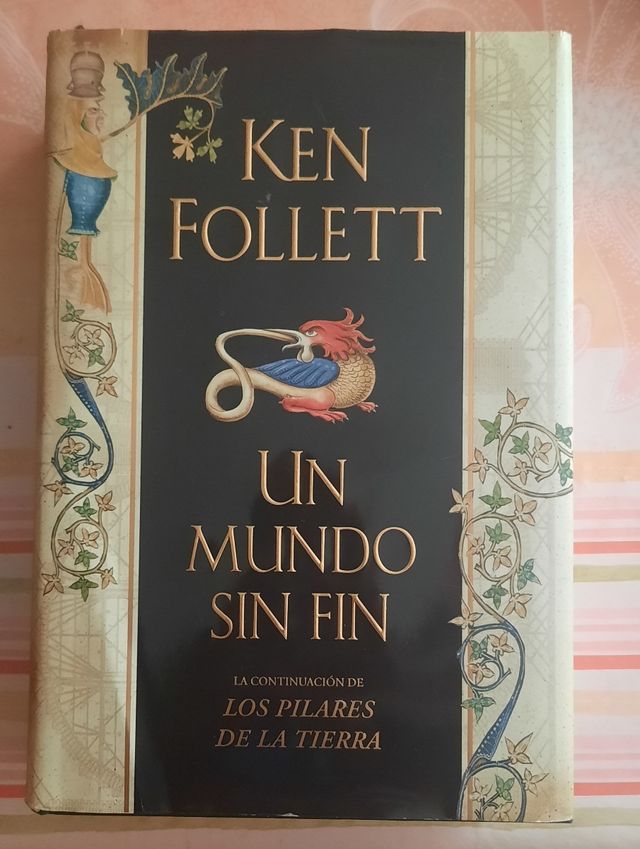 KEN
FOLLETT
UN
MUNDO
SIN FIN
LA CONTINUACIÓN DE
LOS PILARES
DE LA TIERRA